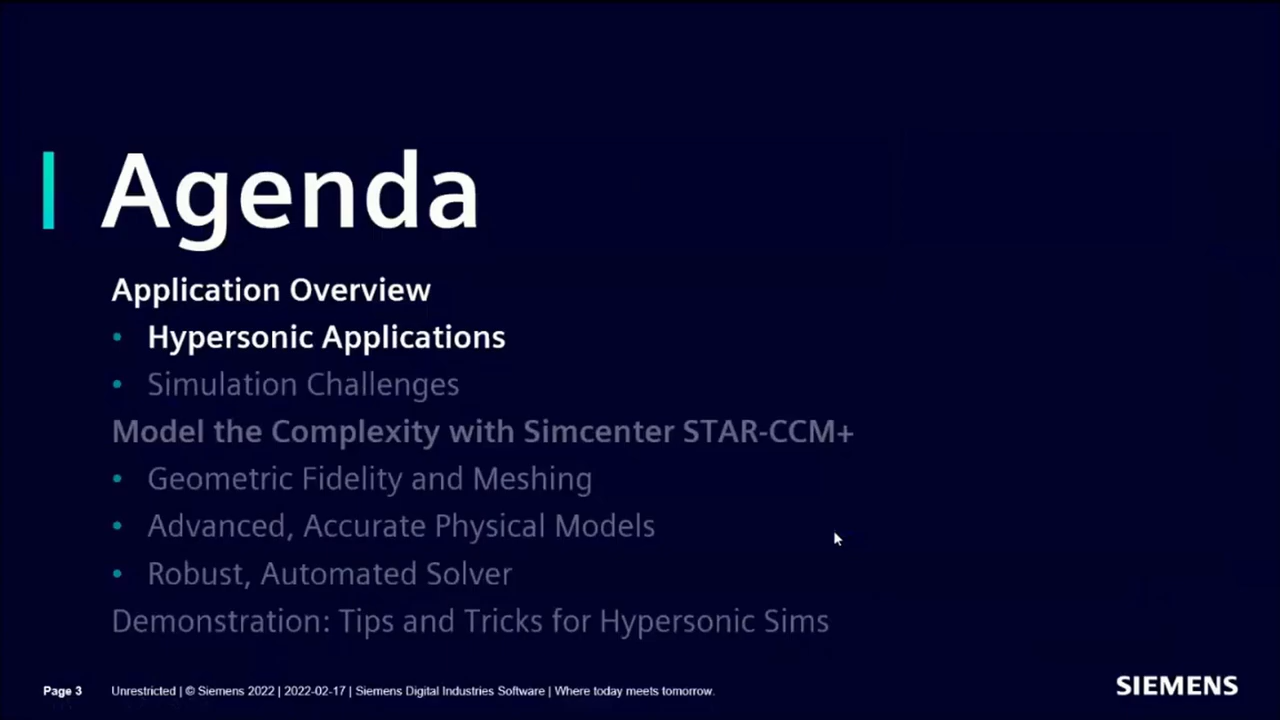 Agenda
Application Overview
• Hypersonic Applications
• Simulation Challenges
Model the Complexity with Simcenter STAR-CCM+
• Geometric Fidelity and Meshing
• Advanced, Accurate Physical Models
• Robust, Automated Solver
Demonstration: Tips and Tricks for Hypersonic Sims
Page 3 Unrestricted | © Siemens 2022 | 2022-02-17 | Siemens Digital Industries Software | Where today meets tomorrow.
SIEMENS